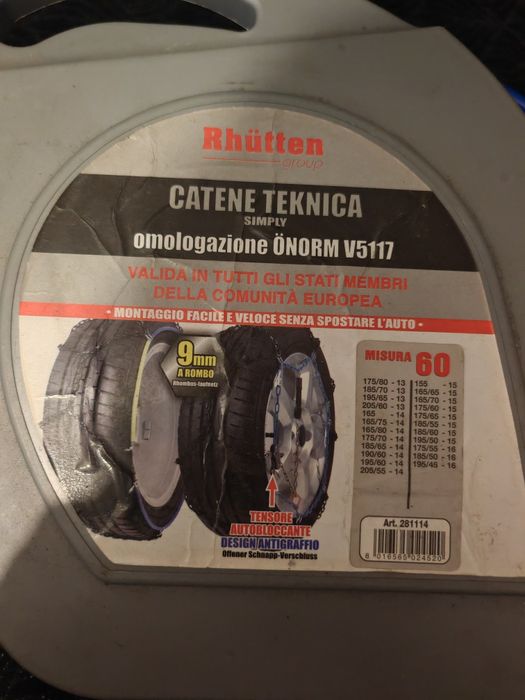 Rhütten
group
CATENE TEKNICA
SIMPLY
omologazione ÖNORM V5117
VALIDA IN TUTTI GLI STATI MEMBRI
DELLA COMUNITÀ EUROPEA
• MONTAGGIO FACILE E VELOCE SENZA SPOSTARE L'AUTO •
9mm
A ROMBO
Rhombus-laufnetz
TENSORE
AUTOBLOCCANTE
DESIGN ANTIGRAFFIO
Offener Schnapp-Verschluss
MISURA 60
175/80 - 13
185/70 - 13
195/65 - 13
205/60 - 13
165 - 14
165/75 - 14
165/80 - 14
175/70 - 14
185/65 - 14
190/60 - 14
195/60 - 14
205/55 - 14
155 - 15
165/65 - 15
165/70 - 15
175/60 - 15
175/65 - 15
185/55 - 15
185/60 - 15
195/50 - 15
175/55 - 16
185/50 - 16
195/45 - 16
Art. 281114
8 016565 024520